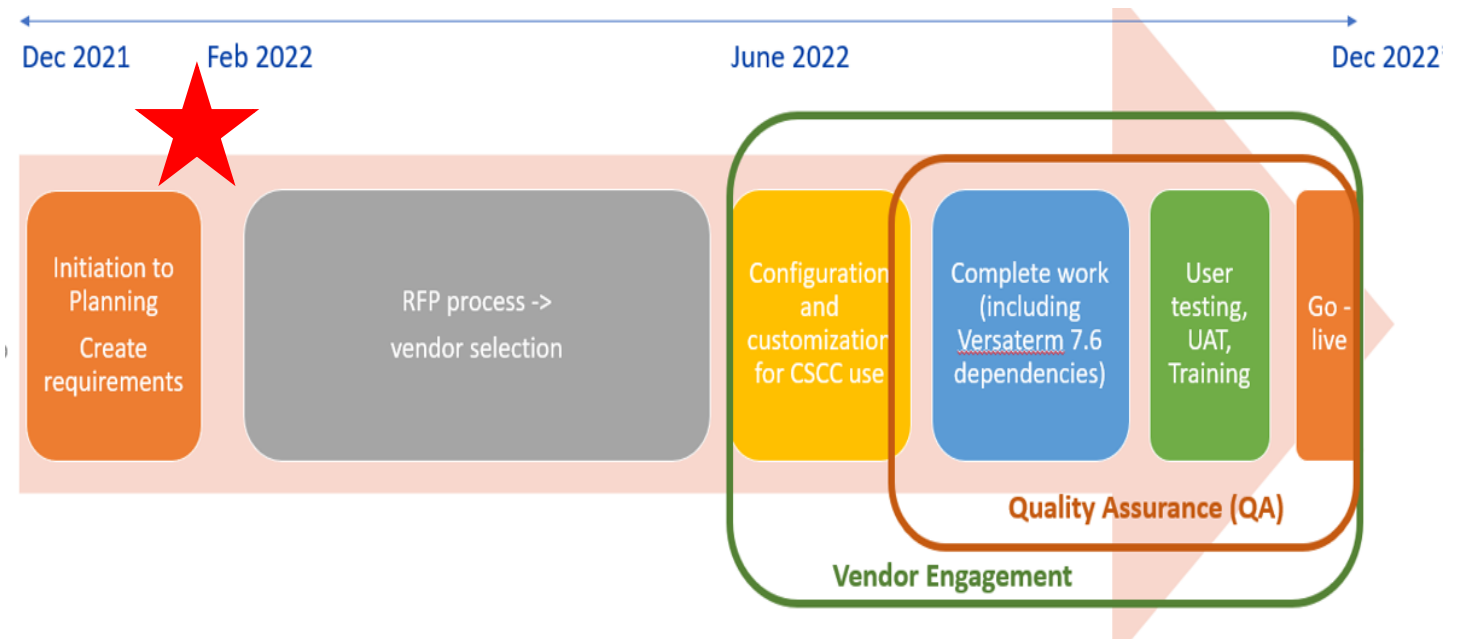 Dec 2021
Feb 2022
June 2022
Dec 2022
Initiation to
Planning
Create
requirements
RFP process ->
vendor selection
Configuration
and
customization
for CSCC use
Complete work
(including
Versaterm 7.6
dependencies)
User
testing,
UAT,
Training
Go -
live
Quality Assurance (QA)
Vendor Engagement